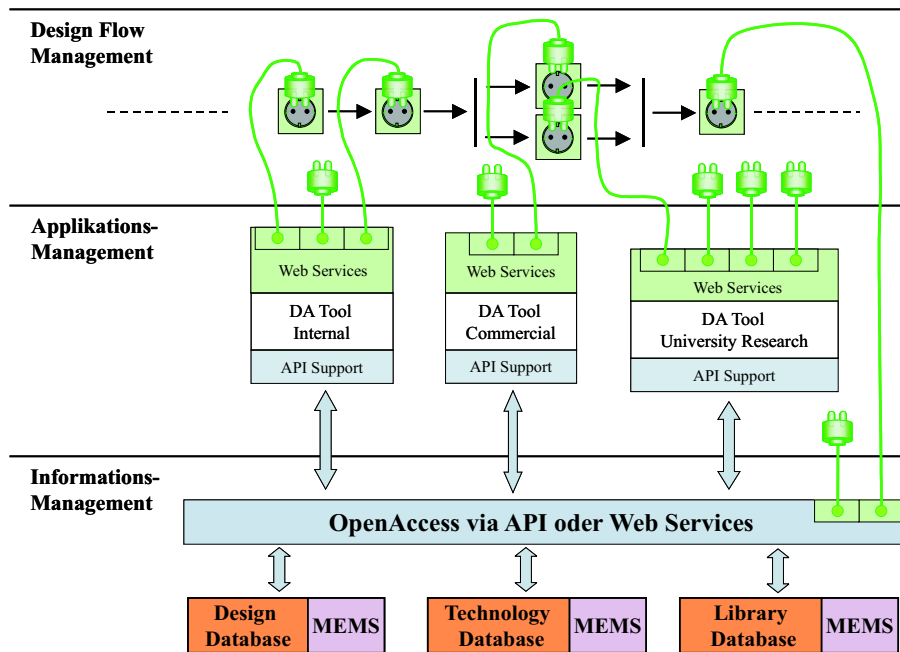 Design Flow
Management
Applikations-
Management
Web Services
DA Tool
Internal
API Support
Web Services
DA Tool
Commercial
API Support
Web Services
DA Tool
University Research
API Support
Informations-
Management
OpenAccess via API oder Web Services
Design
Database
MEMS
Technology
Database
MEMS
Library
Database
MEMS